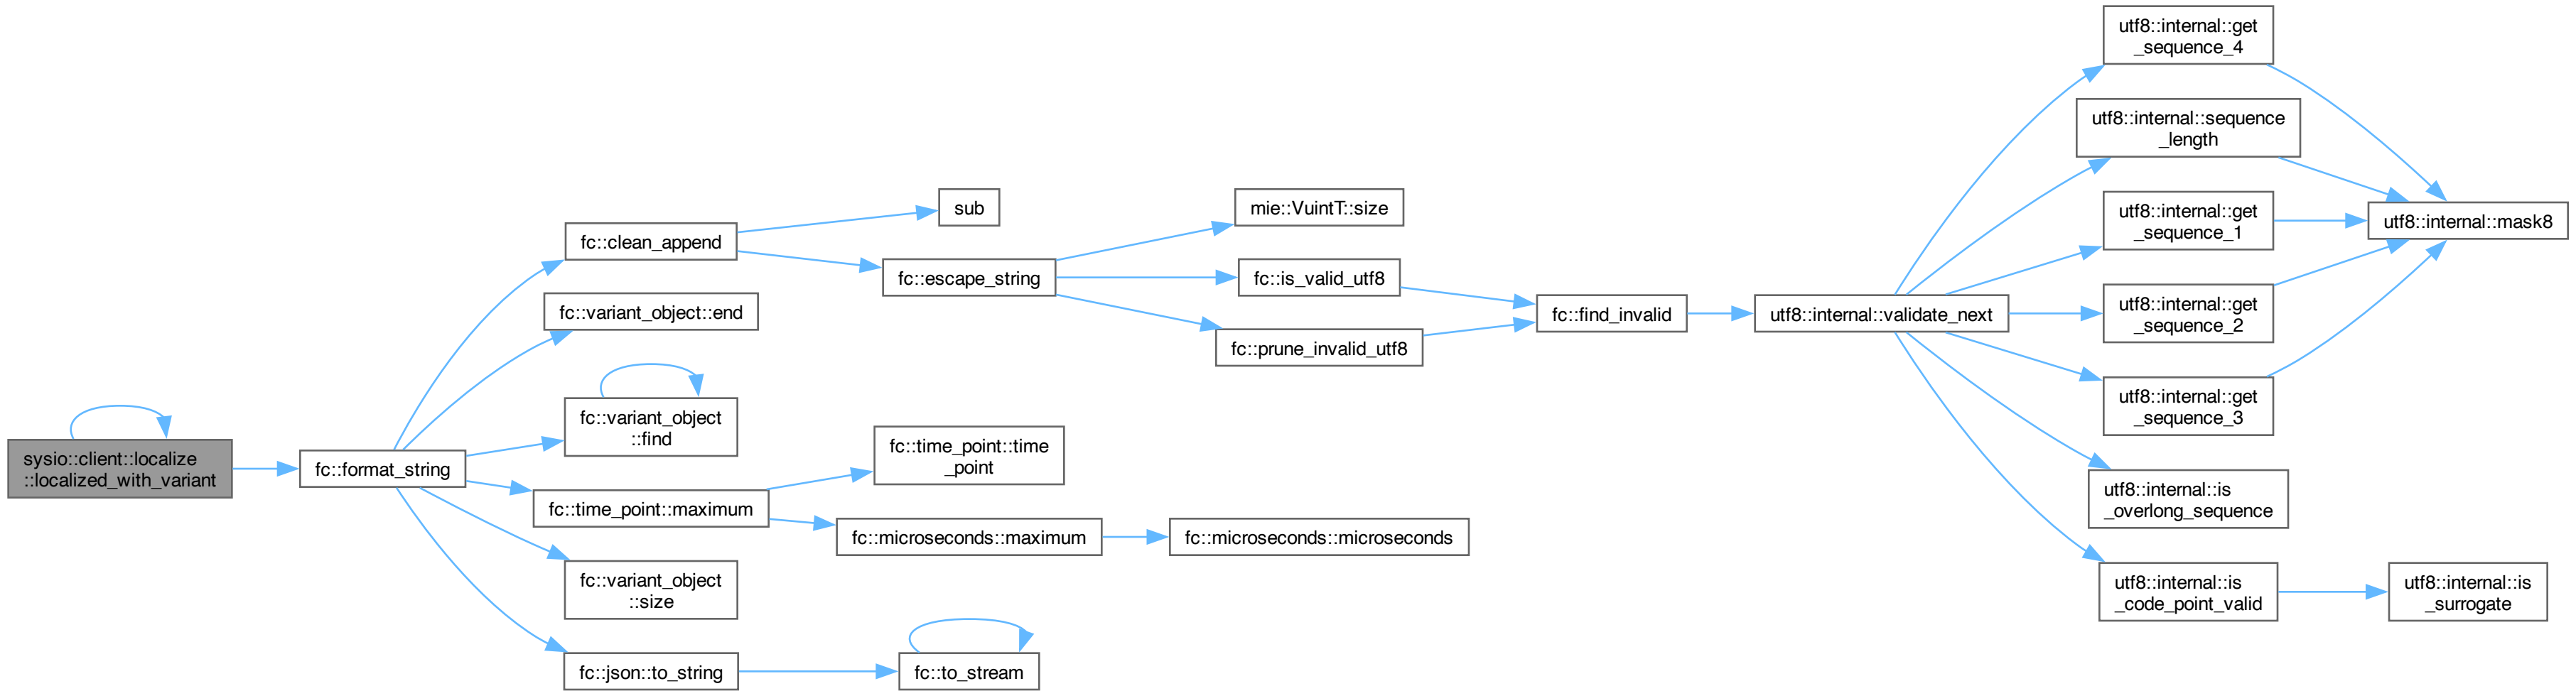 sysio::client::localize
::localized_with_variant
fc::format_string
fc::clean_append
sub
fc::escape_string
mie::VuintT::size
fc::is_valid_utf8
fc::prune_invalid_utf8
fc::find_invalid
utf8::internal::validate_next
utf8::internal::get
_sequence_4
utf8::internal::sequence
_length
utf8::internal::get
_sequence_1
utf8::internal::get
_sequence_2
utf8::internal::get
_sequence_3
utf8::internal::mask8
utf8::internal::is
_overlong_sequence
utf8::internal::is
_code_point_valid
utf8::internal::is
_surrogate
fc::variant_object::end
fc::variant_object
::find
fc::time_point::maximum
fc::time_point::time
_point
fc::microseconds::maximum
fc::microseconds::microseconds
fc::variant_object
::size
fc::json::to_string
fc::to_stream